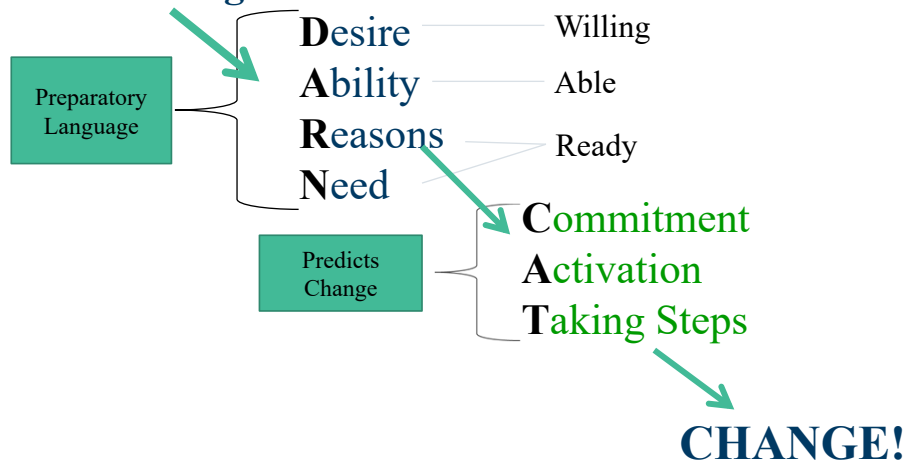 Desire
Willing
Preparatory
Language
Ability
Able
Reasons
Ready
Need
Commitment
Predicts
Change
Activation
Taking Steps
CHANGE!